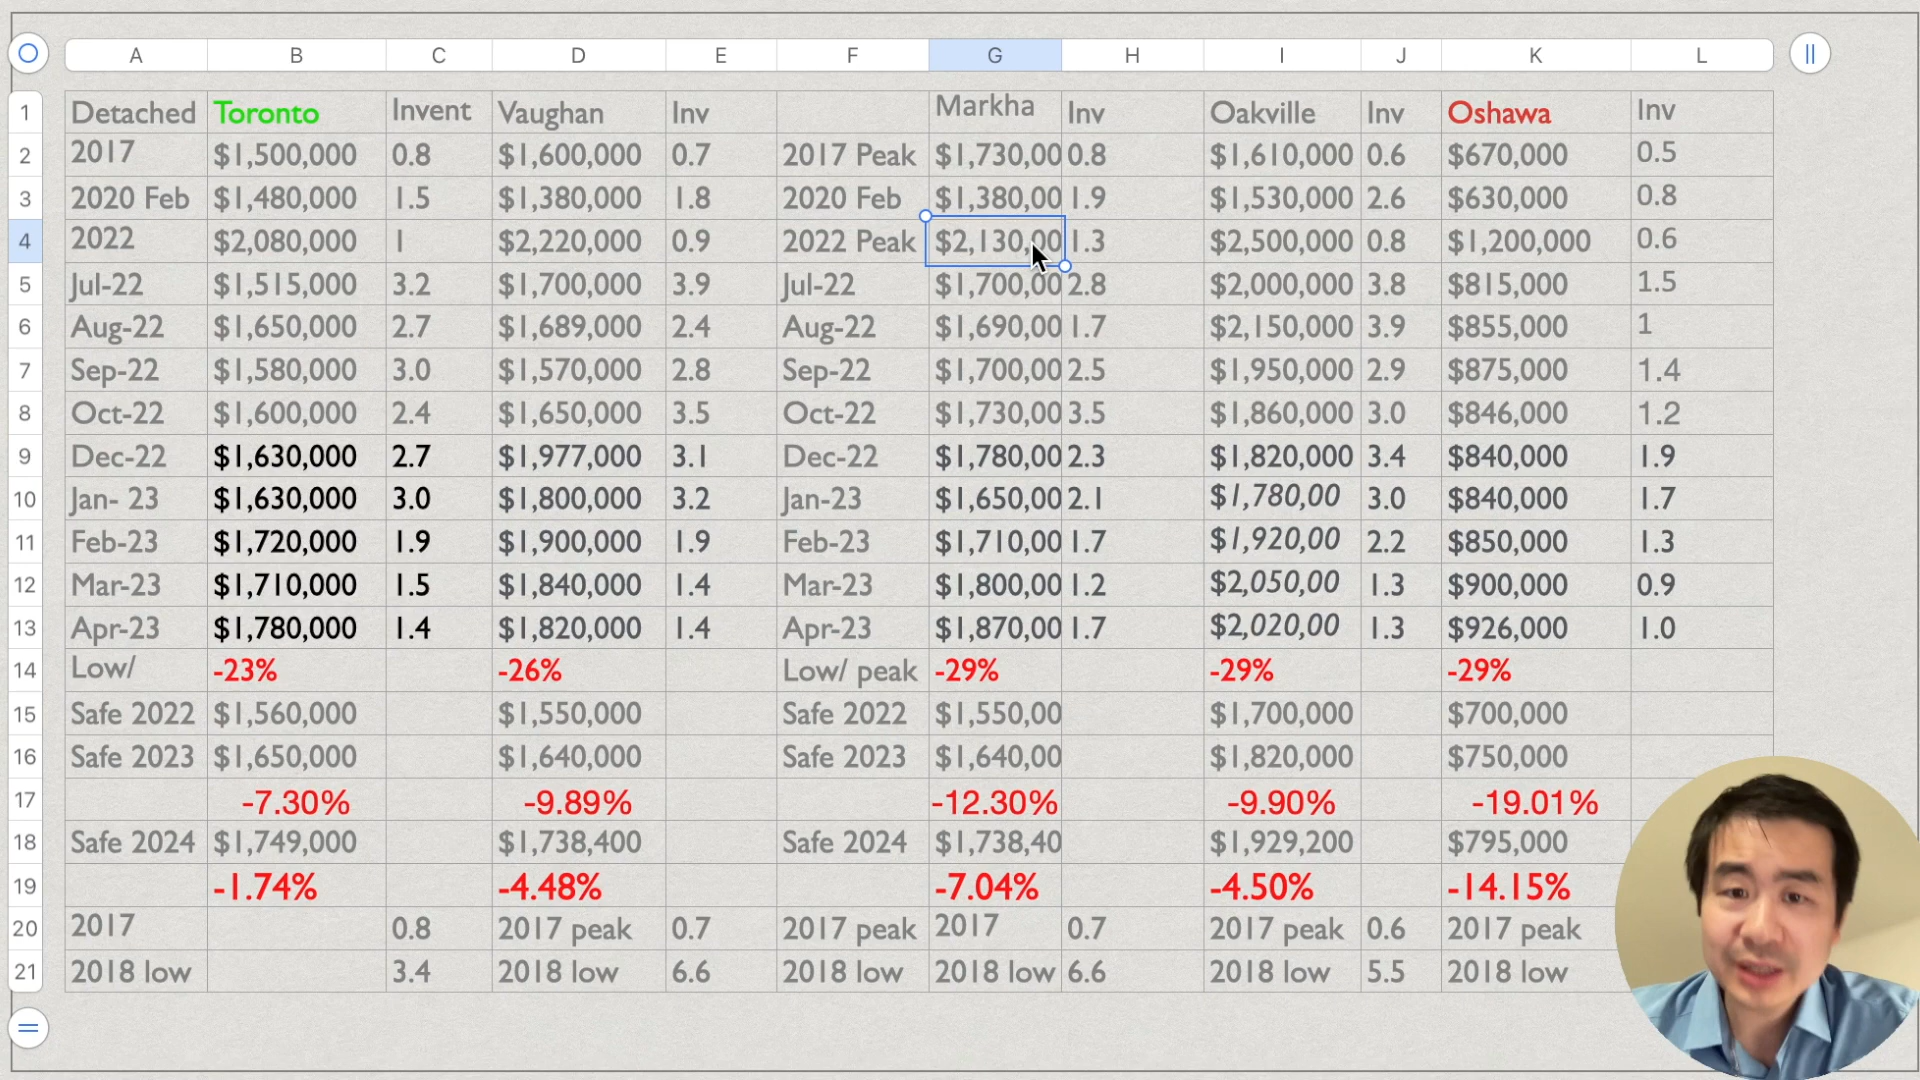 A B C D E F G H I J K L
1 Detached Toronto Invent Vaughan Inv Markha Inv Oakville Inv Oshawa Inv
2 2017 $1,500,000 0.8 $1,600,000 0.7 2017 Peak $1,730,00 0.8 $1,610,000 0.6 $670,000 0.5
3 2020 Feb $1,480,000 1.5 $1,380,000 1.8 2020 Feb $1,380,00 1.9 $1,530,000 2.6 $630,000 0.8
4 2022 $2,080,000 1 $2,220,000 0.9 2022 Peak $2,130,00 1.3 $2,500,000 0.8 $1,200,000 0.6
5 Jul-22 $1,515,000 3.2 $1,700,000 3.9 Jul-22 $1,700,00 2.8 $2,000,000 3.8 $815,000 1.5
6 Aug-22 $1,650,000 2.7 $1,689,000 2.4 Aug-22 $1,690,00 1.7 $2,150,000 3.9 $855,000 1
7 Sep-22 $1,580,000 3.0 $1,570,000 2.8 Sep-22 $1,700,00 2.5 $1,950,000 2.9 $875,000 1.4
8 Oct-22 $1,600,000 2.4 $1,650,000 3.5 Oct-22 $1,730,00 3.5 $1,860,000 3.0 $846,000 1.2
9 Dec-22 $1,630,000 2.7 $1,977,000 3.1 Dec-22 $1,780,00 2.3 $1,820,000 3.4 $840,000 1.9
10 Jan- 23 $1,630,000 3.0 $1,800,000 3.2 Jan-23 $1,650,00 2.1 $1,780,00 3.0 $840,000 1.7
11 Feb-23 $1,720,000 1.9 $1,900,000 1.9 Feb-23 $1,710,00 1.7 $1,920,00 2.2 $850,000 1.3
12 Mar-23 $1,710,000 1.5 $1,840,000 1.4 Mar-23 $1,800,00 1.2 $2,050,00 1.3 $900,000 0.9
13 Apr-23 $1,780,000 1.4 $1,820,000 1.4 Apr-23 $1,870,00 1.7 $2,020,00 1.3 $926,000 1.0
14 Low/ -23% -26% Low/ peak -29% -29% -29%
15 Safe 2022 $1,560,000 $1,550,000 Safe 2022 $1,550,00 $1,700,000 $700,000
16 Safe 2023 $1,650,000 $1,640,000 Safe 2023 $1,640,00 $1,820,000 $750,000
17 -7.30% -9.89% -12.30% -9.90% -19.01%
18 Safe 2024 $1,749,000 $1,738,400 Safe 2024 $1,738,40 $1,929,200 $795,000
19 -1.74% -4.48% -7.04% -4.50% -14.15%
20 2017 0.8 2017 peak 0.7 2017 peak 2017 0.7 2017 peak 0.6 2017 peak
21 2018 low 3.4 2018 low 6.6 2018 low 2018 low 6.6 2018 low 5.5 2018 low